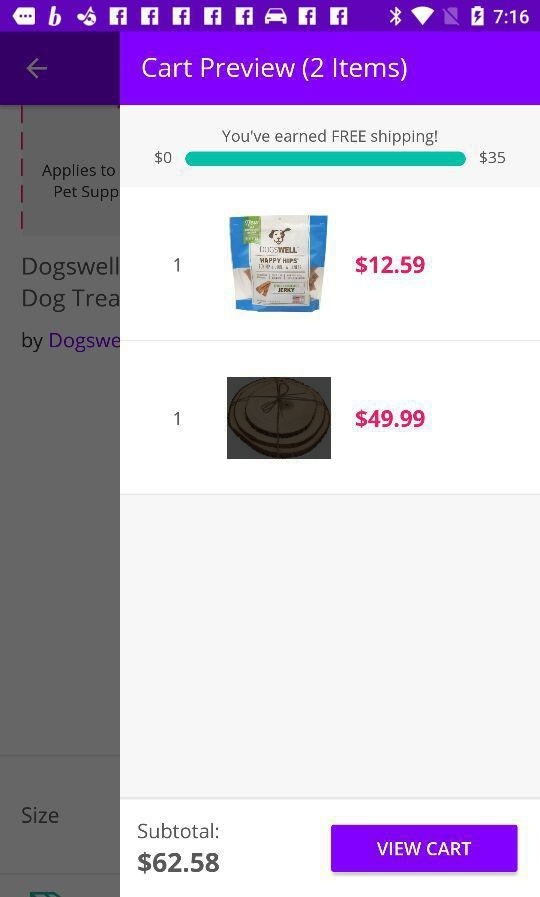 7:16
Cart Preview (2 Items)
You've earned FREE shipping!
$0
$35
Applies to
Pet Supp
Dogswell
Dog Trea
by Dogswe
1
DOGSWELL
HAPPY HIPS
JERKY
$12.59
1
$49.99
Size
Subtotal:
$62.58
VIEW CART